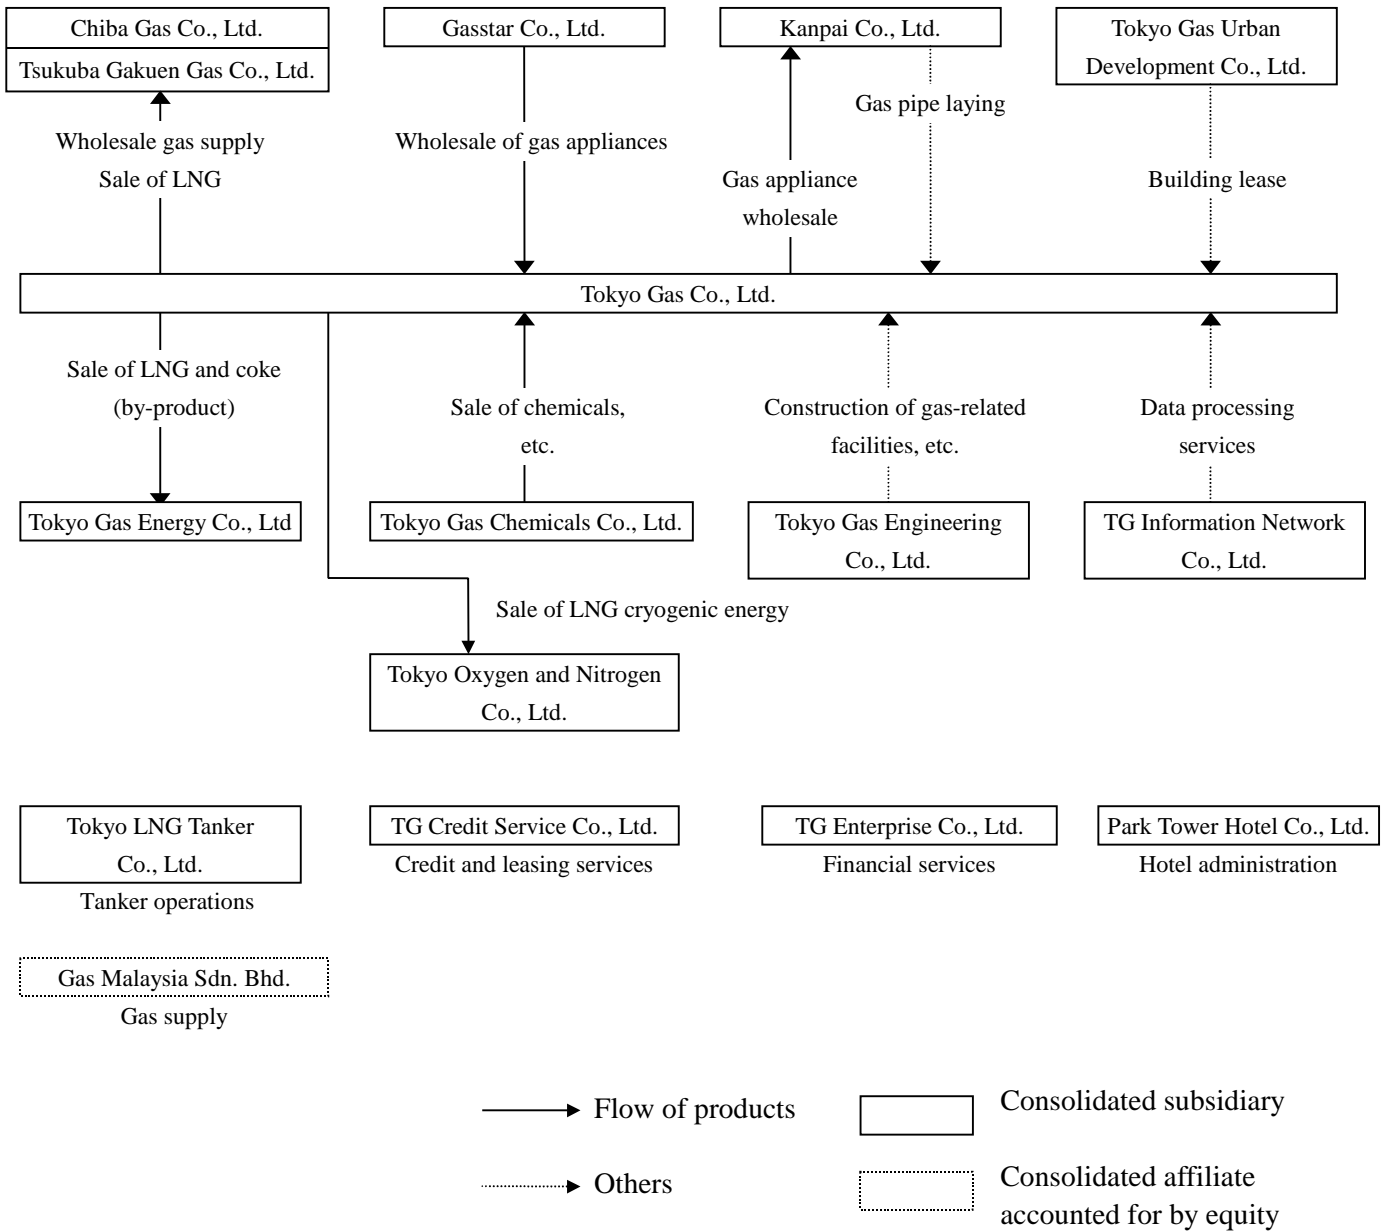 Chiba Gas Co., Ltd.
Tsukuba Gakuen Gas Co., Ltd.
Gasstar Co., Ltd.
Kanpai Co., Ltd.
Tokyo Gas Urban
Development Co., Ltd.
Wholesale gas supply
Sale of LNG
Wholesale of gas appliances
Gas appliance
wholesale
Gas pipe laying
Building lease
Tokyo Gas Co., Ltd.
Sale of LNG and coke
(by-product)
Sale of chemicals,
etc.
Construction of gas-related
facilities, etc.
Data processing
services
Tokyo Gas Energy Co., Ltd
Tokyo Gas Chemicals Co., Ltd.
Tokyo Gas Engineering
Co., Ltd.
TG Information Network
Co., Ltd.
Sale of LNG cryogenic energy
Tokyo Oxygen and Nitrogen
Co., Ltd.
Tokyo LNG Tanker
Co., Ltd.
Tanker operations
TG Credit Service Co., Ltd.
Credit and leasing services
TG Enterprise Co., Ltd.
Financial services
Park Tower Hotel Co., Ltd.
Hotel administration
Gas Malaysia Sdn. Bhd.
Gas supply
Flow of products
Consolidated subsidiary
Others
Consolidated affiliate
accounted for by equity